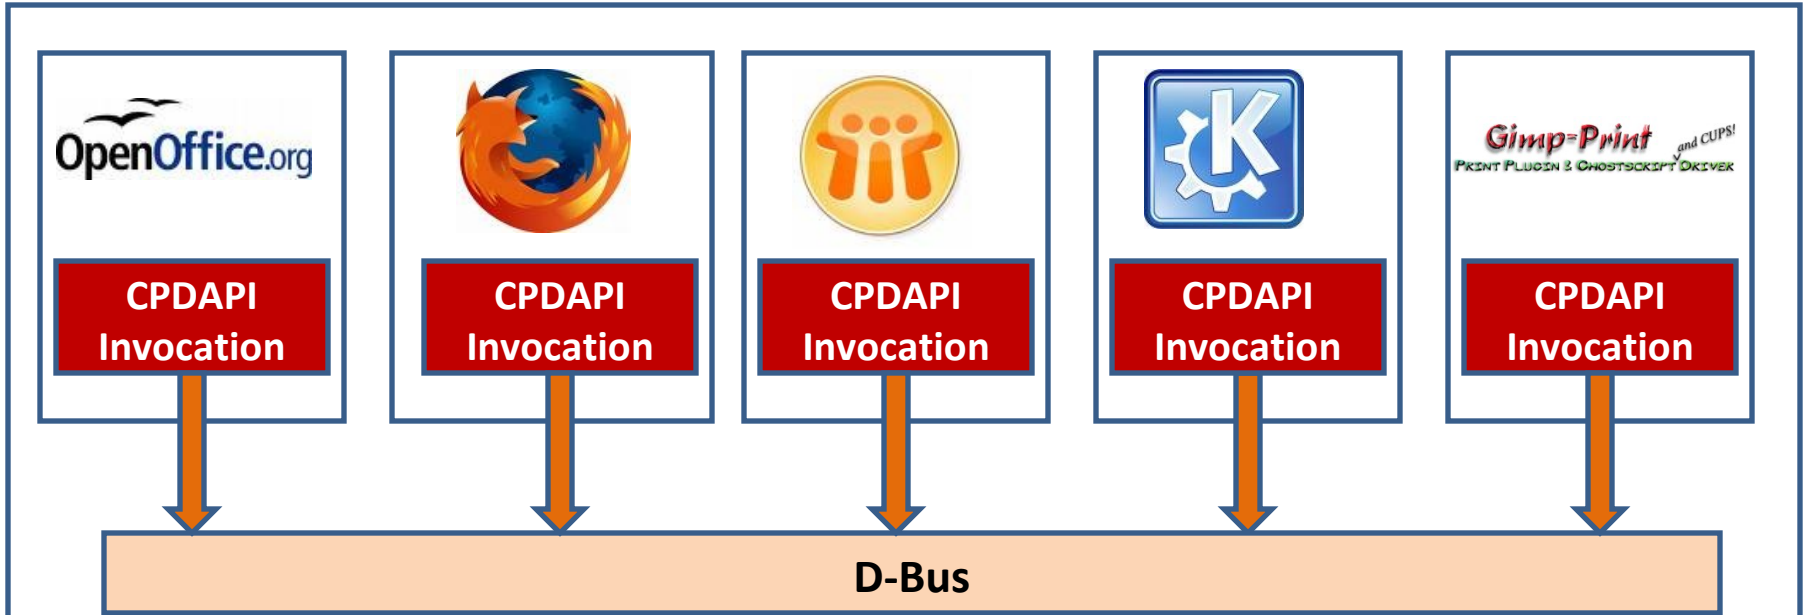 OpenOffice.org
Gimp-Print and CUPS!
PRINT PLUGIN & GHOSTSCRIPT DRIVER
K
CPDAPI
Invocation
CPDAPI
Invocation
CPDAPI
Invocation
CPDAPI
Invocation
CPDAPI
Invocation
D-Bus